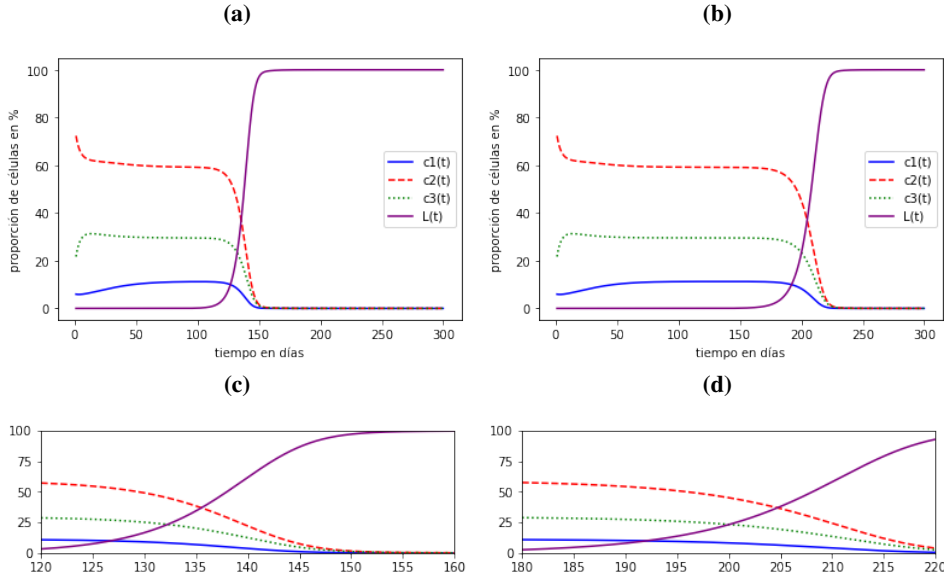 (a)
(b)
100
80
60
40
20
0
proporción de células en %
c1(t)
c2(t)
c3(t)
L(t)
0 50 100 150 200 250 300
tiempo en días
100
80
60
40
20
0
proporción de células en %
c1(t)
c2(t)
c3(t)
L(t)
0 50 100 150 200 250 300
tiempo en días
(c)
(d)
100
75
50
25
0
120 125 130 135 140 145 150 155 160
100
75
50
25
0
180 185 190 195 200 205 210 215 220